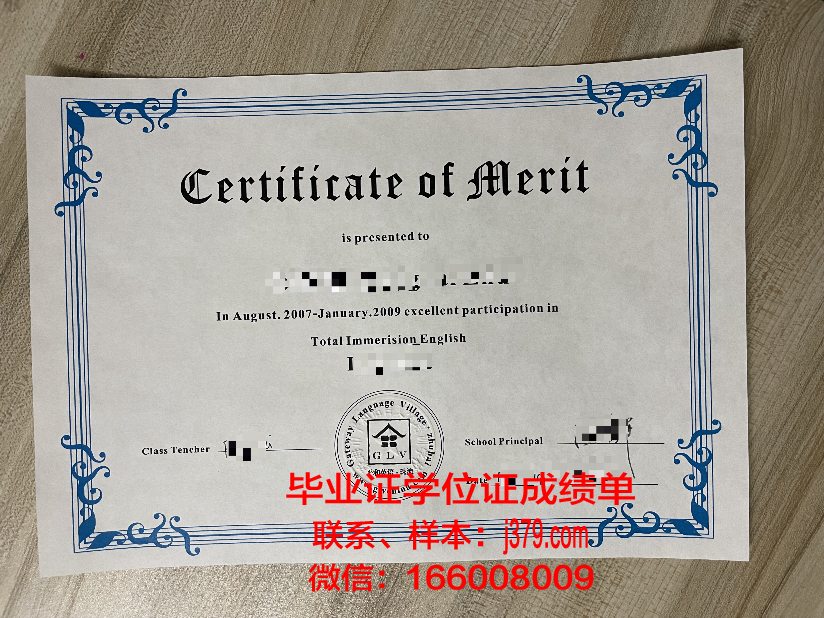 Certificate of Merit
is presented to
In August. 2007-January.2009 excellent participation in
Total Immerision English
Gateway Language Village · zhuhai
GLV
Class Tencher
School Principal
Date
毕业证学位证成绩单
联系、样本：j379.com
微信：166008009